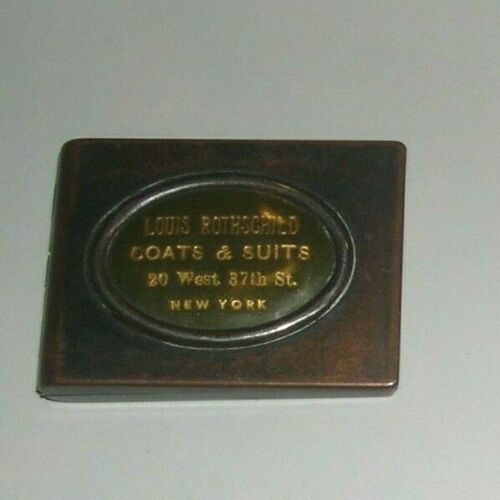 LOUIS ROTHSCHILD
COATS & SUITS
20 West 37th St.
NEW YORK